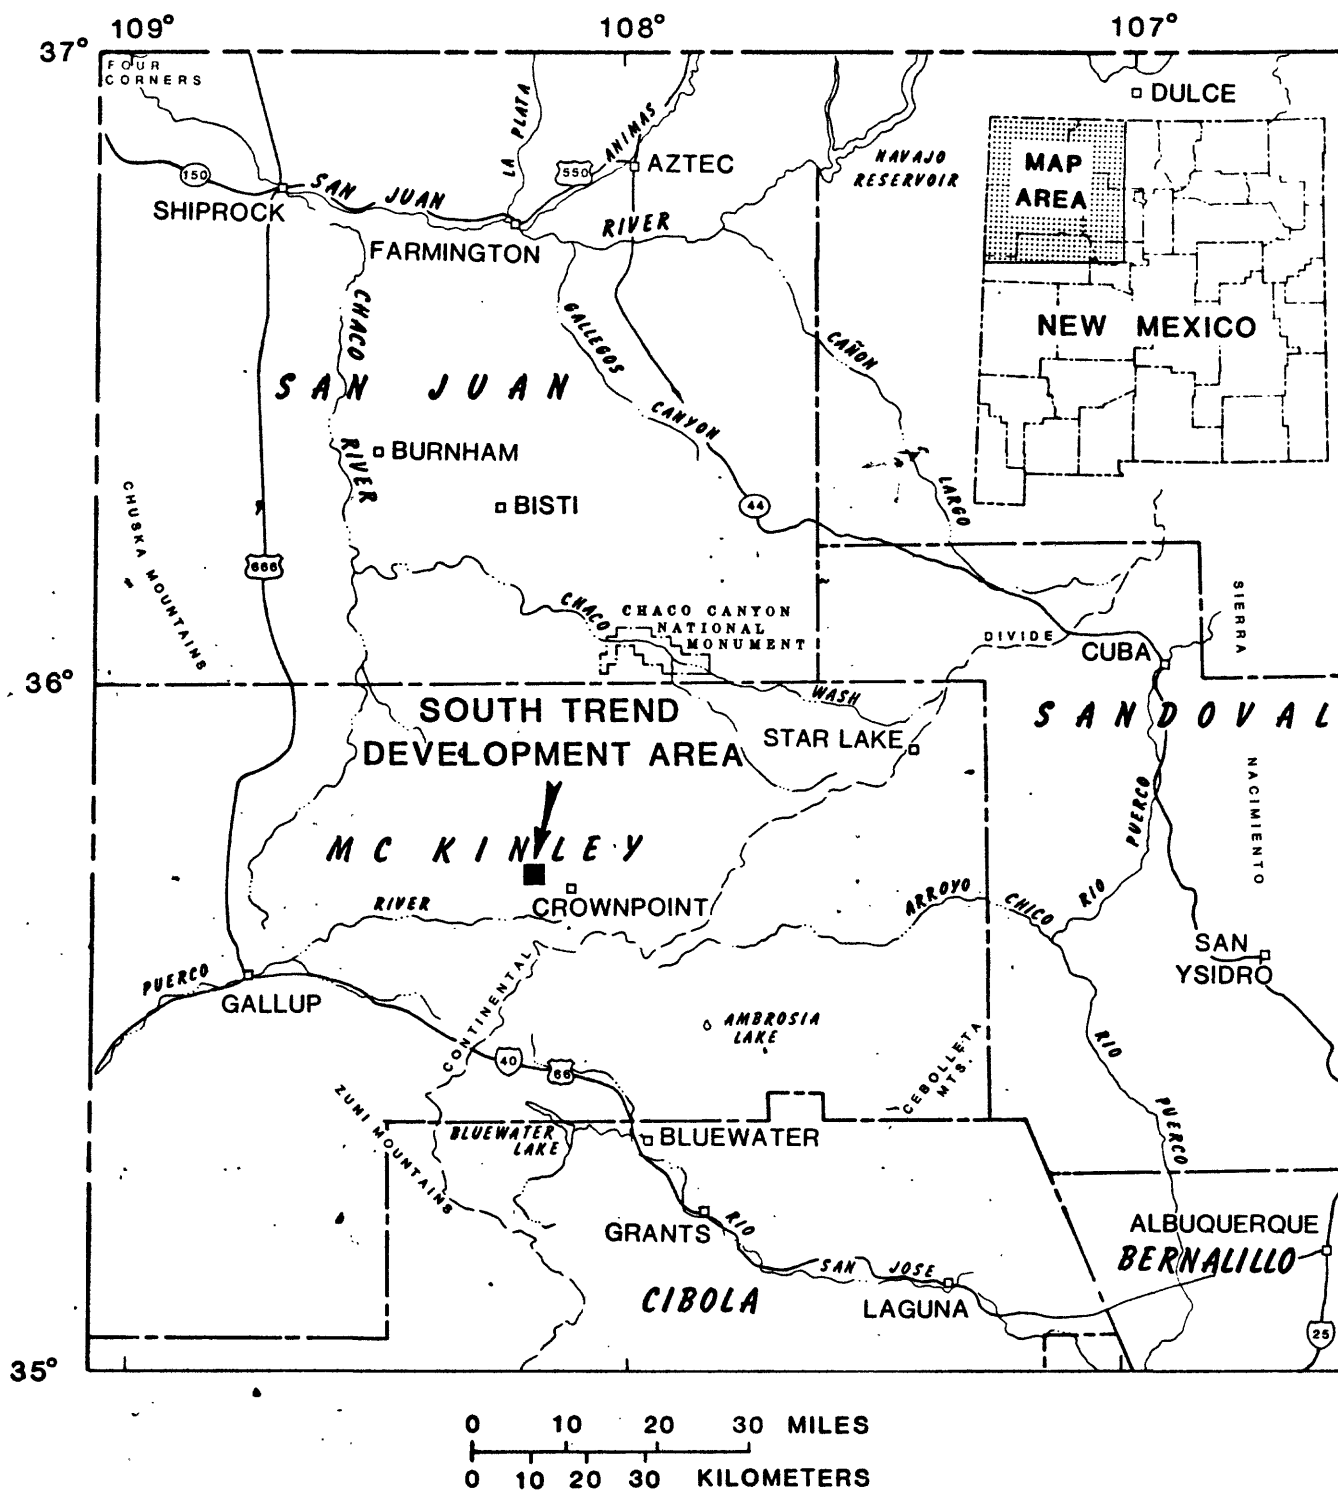 109° 108° 107°
37°
FOUR
CORNERS
DULCE
LA PLATA
ANIMAS
550
AZTEC
NAVAJO
RESERVOIR
MAP
AREA
150
SAN JUAN
SHIPROCK
FARMINGTON
RIVER
CHACO
GALLEGOS
CAÑON
NEW MEXICO
SAN JUAN
CANYON
BURNHAM
RIVER
BISTI
44
LARGO
CHUSKA MOUNTAINS
666
CHACO
CHACO CANYON
NATIONAL
MONUMENT
DIVIDE
SIERRA
CUBA
36°
WASH
SOUTH TREND
DEVELOPMENT AREA
STAR LAKE
SANDOVAL
PUERCO
NACIMIENTO
MC KINLEY
CROWNPOINT
RIVER
ARROYO
CHICO
RIO
SAN
YSIDRO
PUERCO
GALLUP
CONTINENTAL
AMBROSIA
LAKE
RIO
CEBOLLETA
MTS.
40
66
ZUNI MOUNTAINS
BLUEWATER
LAKE
BLUEWATER
PUERCO
GRANTS
RIO
ALBUQUERQUE
BERNALILLO
SAN JOSE
CIBOLA
LAGUNA
25
35°
0 10 20 30 MILES
0 10 20 30 KILOMETERS